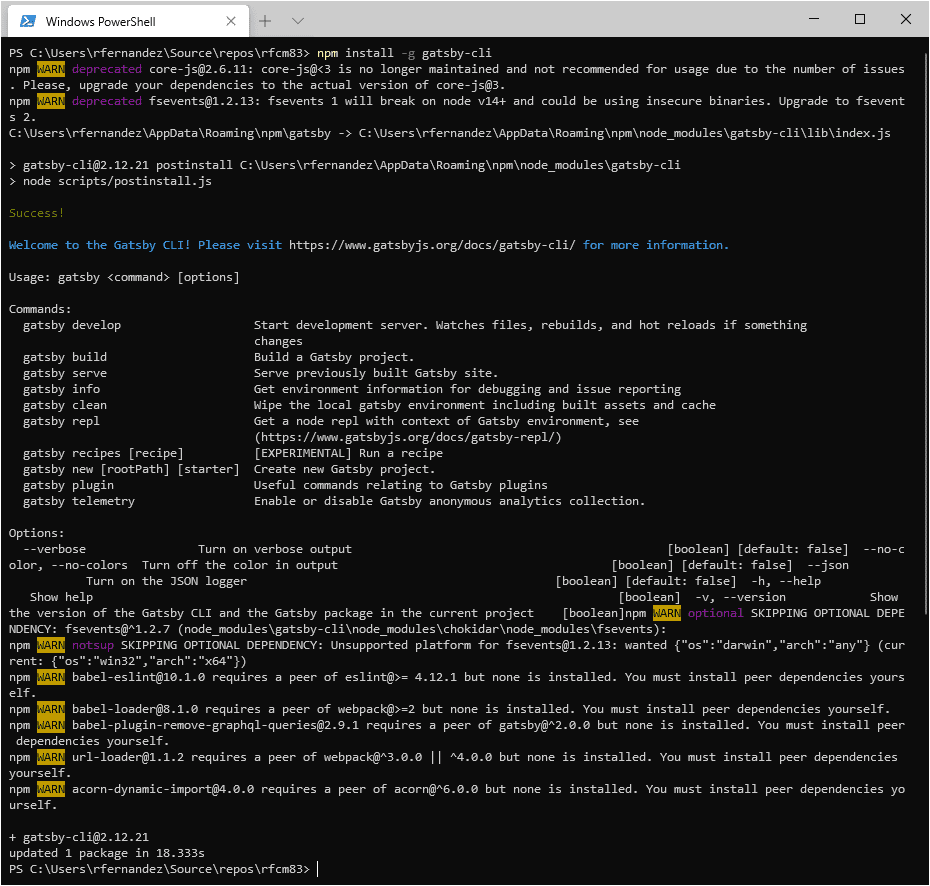 Windows PowerShell
PS C:\Users\rfernandez\Source\repos\rfcm83> npm install -g gatsby-cli
npm WARN deprecated core-js@2.6.11: core-js@<3 is no longer maintained and not recommended for usage due to the number of issues
. Please, upgrade your dependencies to the actual version of core-js@3.
npm WARN deprecated fsevents@1.2.13: fsevents 1 will break on node v14+ and could be using insecure binaries. Upgrade to fsevent
s 2.
C:\Users\rfernandez\AppData\Roaming\npm\gatsby -> C:\Users\rfernandez\AppData\Roaming\npm\node_modules\gatsby-cli\lib\index.js

> gatsby-cli@2.12.21 postinstall C:\Users\rfernandez\AppData\Roaming\npm\node_modules\gatsby-cli
> node scripts/postinstall.js

Success!

Welcome to the Gatsby CLI! Please visit https://www.gatsbyjs.org/docs/gatsby-cli/ for more information.

Usage: gatsby <command> [options]

Commands:
  gatsby develop                   Start development server. Watches files, rebuilds, and hot reloads if something
                                   changes
  gatsby build                     Build a Gatsby project.
  gatsby serve                     Serve previously built Gatsby site.
  gatsby info                      Get environment information for debugging and issue reporting
  gatsby clean                     Wipe the local gatsby environment including built assets and cache
  gatsby repl                      Get a node repl with context of Gatsby environment, see
                                   (https://www.gatsbyjs.org/docs/gatsby-repl/)
  gatsby recipes [recipe]          [EXPERIMENTAL] Run a recipe
  gatsby new [rootPath] [starter]  Create new Gatsby project.
  gatsby plugin                    Useful commands relating to Gatsby plugins
  gatsby telemetry                 Enable or disable Gatsby anonymous analytics collection.

Options:
  --verbose                Turn on verbose output                                             [boolean] [default: false]  --no-c
olor, --no-colors  Turn off the color in output                                       [boolean] [default: false]  --json
           Turn on the JSON logger                                            [boolean] [default: false]  -h, --help
   Show help                                                                           [boolean]  -v, --version            Show
the version of the Gatsby CLI and the Gatsby package in the current project    [boolean]npm WARN optional SKIPPING OPTIONAL DEPE
NDENCY: fsevents@^1.2.7 (node_modules\gatsby-cli\node_modules\chokidar\node_modules\fsevents):
npm WARN notsup SKIPPING OPTIONAL DEPENDENCY: Unsupported platform for fsevents@1.2.13: wanted {"os":"darwin","arch":"any"} (cur
rent: {"os":"win32","arch":"x64"})
npm WARN babel-eslint@10.1.0 requires a peer of eslint@>= 4.12.1 but none is installed. You must install peer dependencies yours
elf.
npm WARN babel-loader@8.1.0 requires a peer of webpack@>=2 but none is installed. You must install peer dependencies yourself.
npm WARN babel-plugin-remove-graphql-queries@2.9.1 requires a peer of gatsby@^2.0.0 but none is installed. You must install peer
 dependencies yourself.
npm WARN url-loader@1.1.2 requires a peer of webpack@^3.0.0 || ^4.0.0 but none is installed. You must install peer dependencies
yourself.
npm WARN acorn-dynamic-import@4.0.0 requires a peer of acorn@^6.0.0 but none is installed. You must install peer dependencies yo
urself.

+ gatsby-cli@2.12.21
updated 1 package in 18.333s
PS C:\Users\rfernandez\Source\repos\rfcm83>